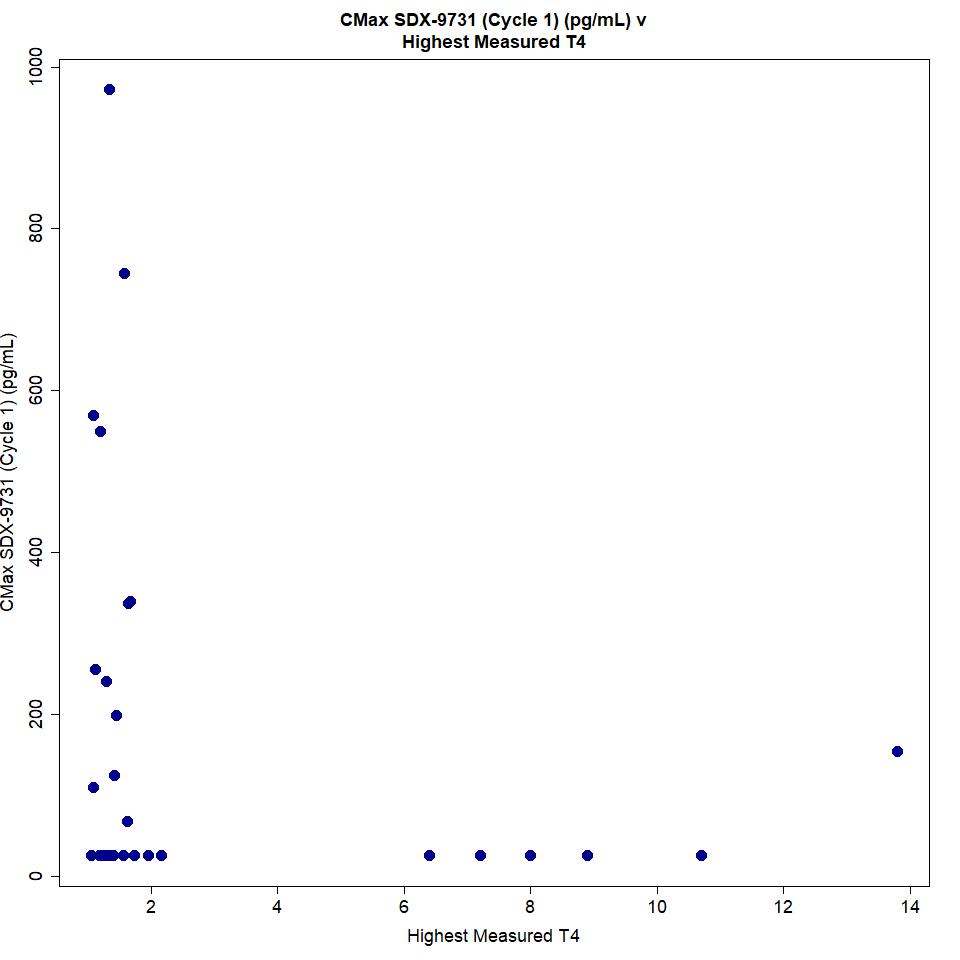 CMax SDX-9731 (Cycle 1) (pg/mL) v
Highest Measured T4
CMax SDX-9731 (Cycle 1) (pg/mL)
1000
800
600
400
200
0
2 4 6 8 10 12 14
Highest Measured T4